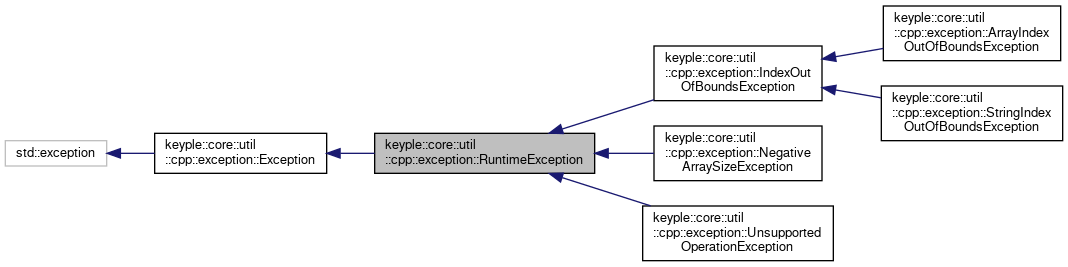 std::exception
keyple::core::util
::cpp::exception::Exception
keyple::core::util
::cpp::exception::RuntimeException
keyple::core::util
::cpp::exception::IndexOut
OfBoundsException
keyple::core::util
::cpp::exception::ArrayIndex
OutOfBoundsException
keyple::core::util
::cpp::exception::StringIndex
OutOfBoundsException
keyple::core::util
::cpp::exception::Negative
ArraySizeException
keyple::core::util
::cpp::exception::Unsupported
OperationException